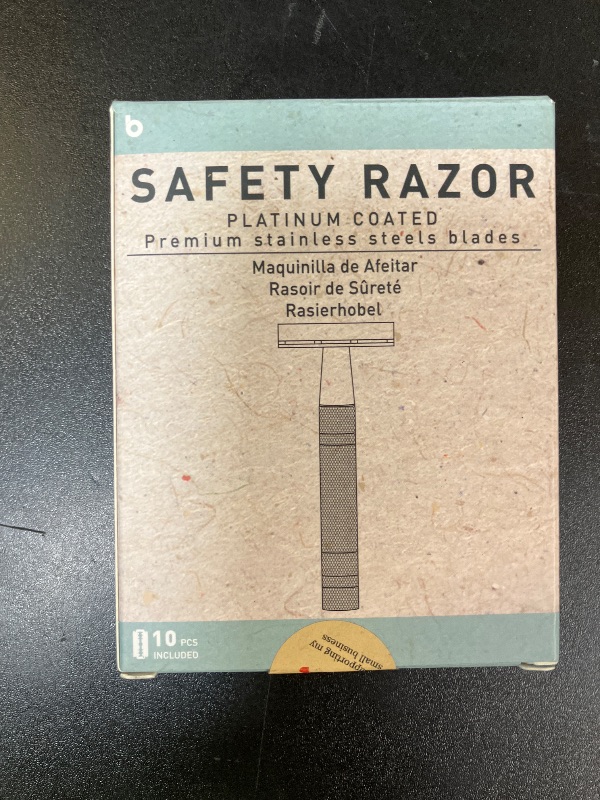 b
SAFETY RAZOR
PLATINUM COATED
Premium stainless steels blades
Maquinilla de Afeitar
Rasoir de Sûreté
Rasierhobel
10 PCS
INCLUDED
my
small business